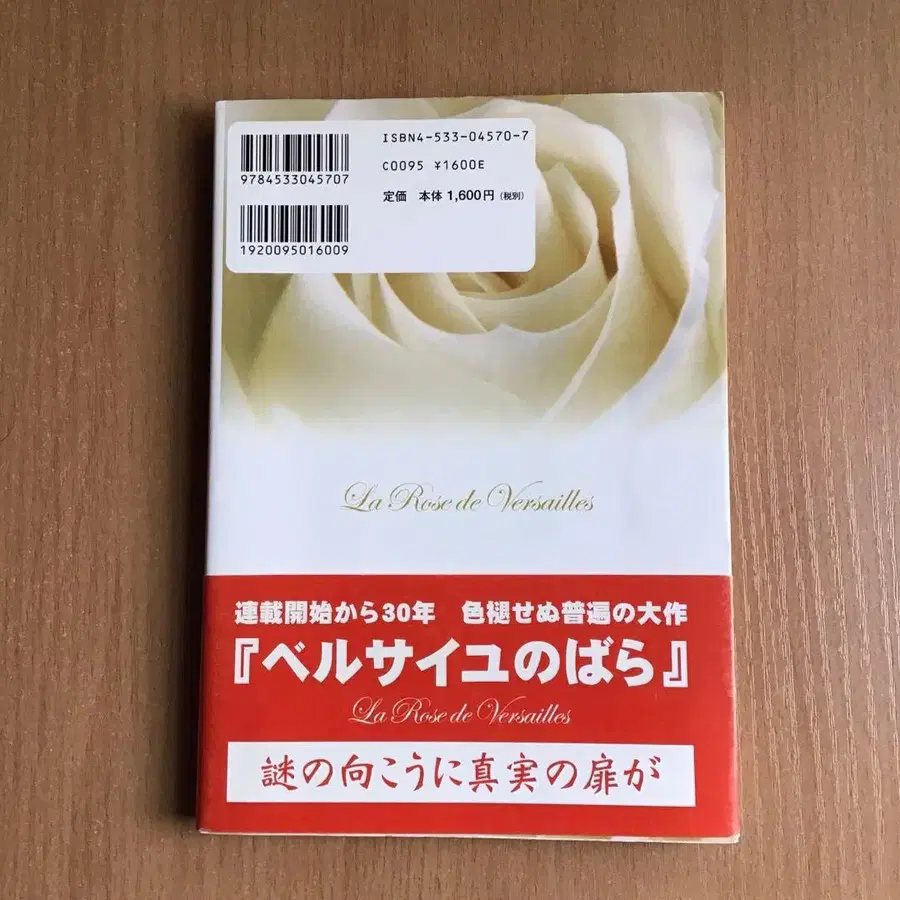 ISBN4-533-04570-7
C0095 ¥1600E
定価 本体1,600円(税別)
9784533045707
1920095016009
La Rose de Versailles
連載開始から30年 色褪せぬ普遍の大作
『ベルサイユのばら』
La Rose de Versailles
謎の向こうに真実の扉が